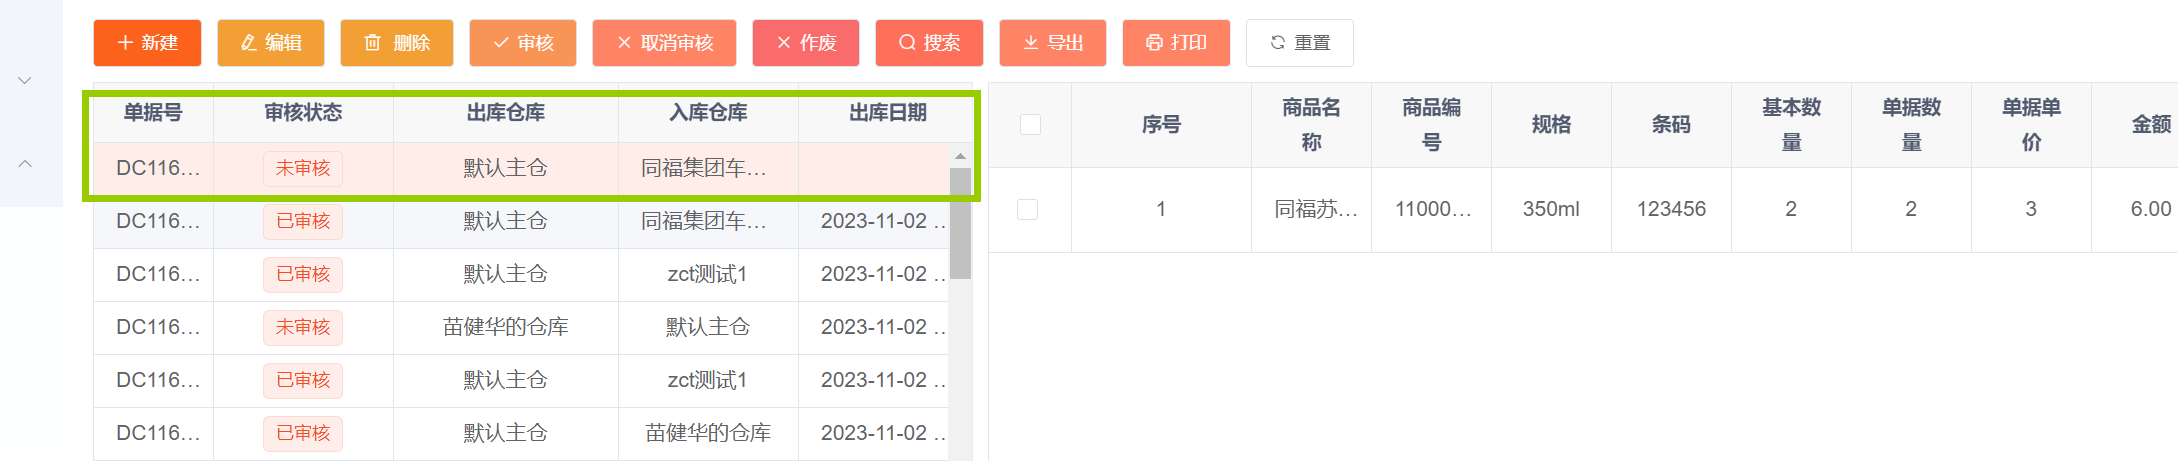 新建 编辑 删除 审核 取消审核 作废 搜索 导出 打印 重置
单据号 审核状态 出库仓库 入库仓库 出库日期
DC116... 未审核 默认主仓 同福集团车...
DC116... 已审核 默认主仓 同福集团车... 2023-11-02 ..
DC116... 已审核 默认主仓 zct测试1 2023-11-02 ..
DC116... 未审核 苗健华的仓库 默认主仓 2023-11-02 ..
DC116... 已审核 默认主仓 zct测试1 2023-11-02 ..
DC116... 已审核 默认主仓 苗健华的仓库 2023-11-02 ..
序号 商品名称 商品编号 规格 条码 基本数量 单据数量 单据单价 金额
1 同福苏... 11000... 350ml 123456 2 2 3 6.00